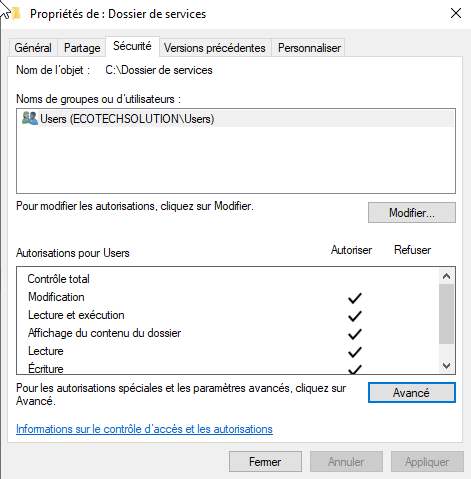 Propriétés de : Dossier de services
Général Partage Sécurité Versions précédentes Personnaliser
Nom de l'objet : C:\Dossier de services
Noms de groupes ou d'utilisateurs :
Users (ECOTECHSOLUTION\Users)
Pour modifier les autorisations, cliquez sur Modifier.
Modifier...
Autorisations pour Users Autoriser Refuser
Contrôle total
Modification
Lecture et exécution
Affichage du contenu du dossier
Lecture
Écriture
Pour les autorisations spéciales et les paramètres avancés, cliquez sur
Avancé.
Avancé
Informations sur le contrôle d'accès et les autorisations
Fermer Annuler Appliquer